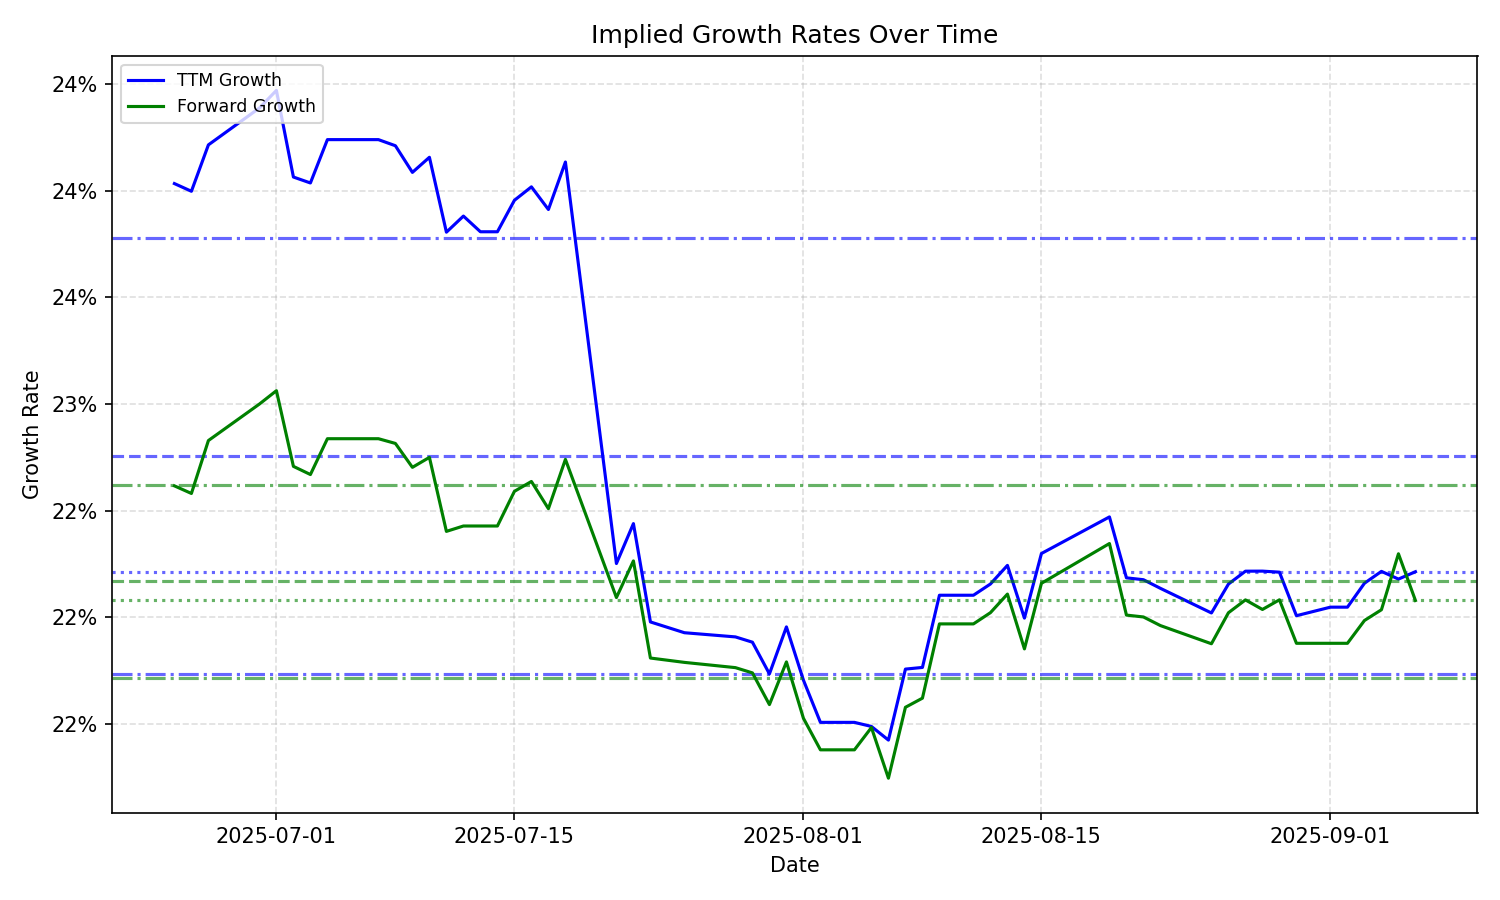 Implied Growth Rates Over Time
TTM Growth
Forward Growth
24%
24%
24%
23%
22%
22%
22%
Growth Rate
2025-07-01
2025-07-15
2025-08-01
2025-08-15
2025-09-01
Date